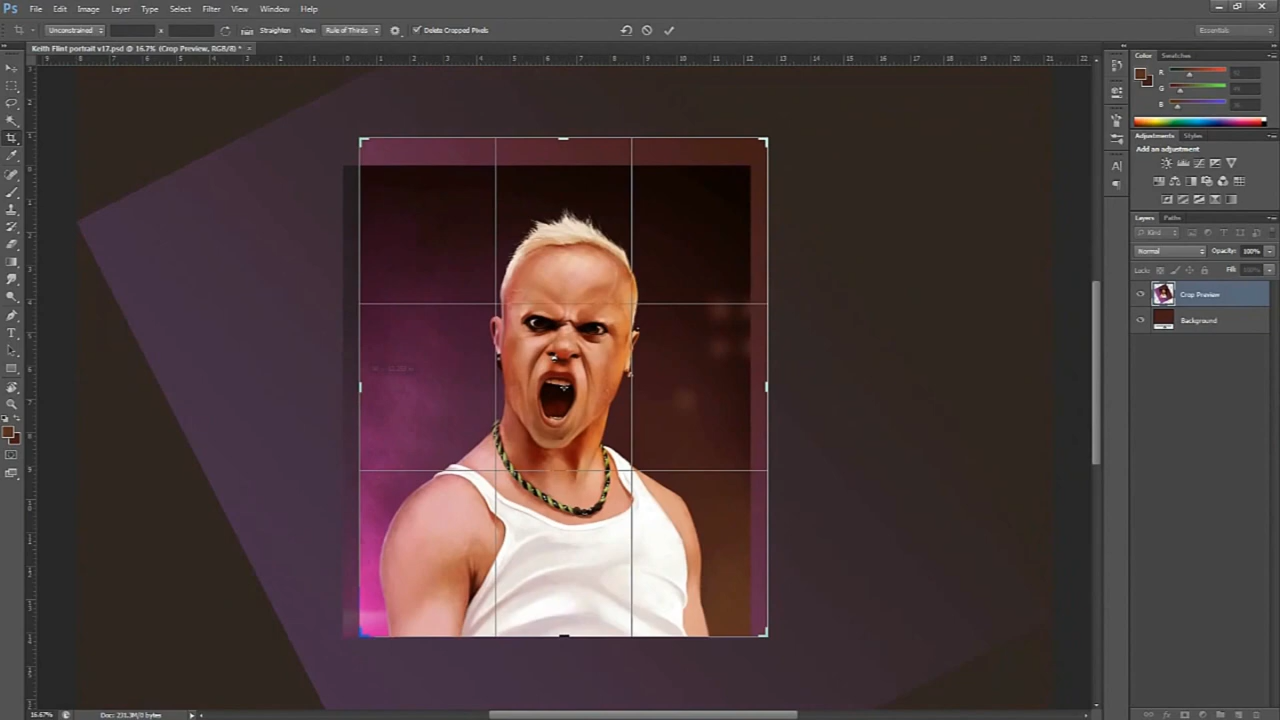 Ps File Edit Image Layer Type Select Filter View Window Help
Unconstrained x Straighten View: Rule of Thirds Delete Cropped Pixels Essentials
Keith Flint portrait v17.psd @ 16.7% (Crop Preview, RGB/8) *
Color Swatches
R
G
B
Adjustments Styles
Add an adjustment
Layers Paths
Kind
Normal Opacity: 100%
Lock: Fill: 100%
Crop Preview
Background
16.67% Doc: 231.3M/0 bytes